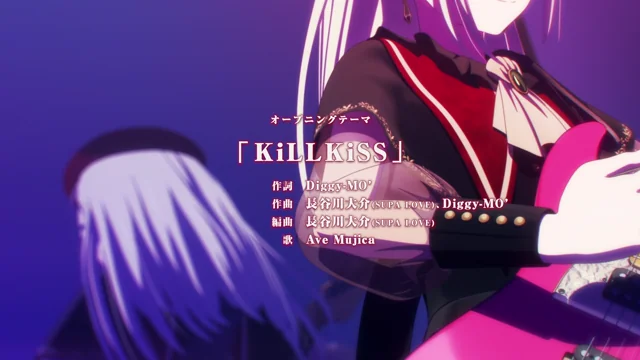 オープニングテーマ
「KiLLKiSS」
作詞 Diggy-MO'
作曲 長谷川大介(SUPA LOVE)、Diggy-MO'
編曲 長谷川大介(SUPA LOVE)
歌 Ave Mujica